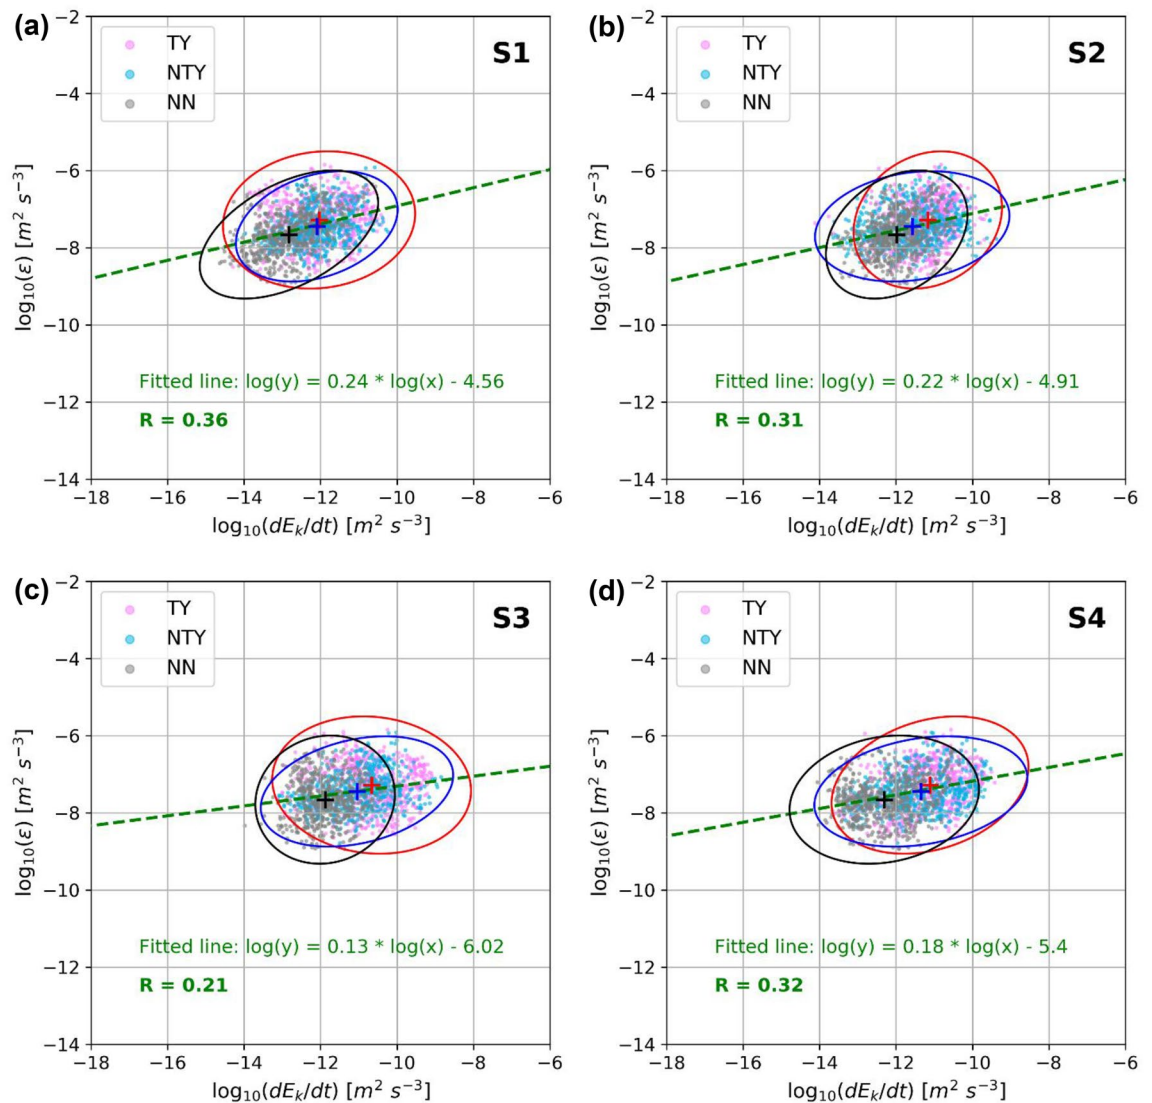 (a)
S1
TY
NTY
NN
−2
−4
−6
−8
−10
−12
−14
log₁₀(ε) [m² s⁻³]
Fitted line: log(y) = 0.24 * log(x) - 4.56
R = 0.36
−18 −16 −14 −12 −10 −8 −6
log₁₀(dEₖ/dt) [m² s⁻³]
(b)
S2
TY
NTY
NN
−2
−4
−6
−8
−10
−12
−14
log₁₀(ε) [m² s⁻³]
Fitted line: log(y) = 0.22 * log(x) - 4.91
R = 0.31
−18 −16 −14 −12 −10 −8 −6
log₁₀(dEₖ/dt) [m² s⁻³]
(c)
S3
TY
NTY
NN
−2
−4
−6
−8
−10
−12
−14
log₁₀(ε) [m² s⁻³]
Fitted line: log(y) = 0.13 * log(x) - 6.02
R = 0.21
−18 −16 −14 −12 −10 −8 −6
log₁₀(dEₖ/dt) [m² s⁻³]
(d)
S4
TY
NTY
NN
−2
−4
−6
−8
−10
−12
−14
log₁₀(ε) [m² s⁻³]
Fitted line: log(y) = 0.18 * log(x) - 5.4
R = 0.32
−18 −16 −14 −12 −10 −8 −6
log₁₀(dEₖ/dt) [m² s⁻³]